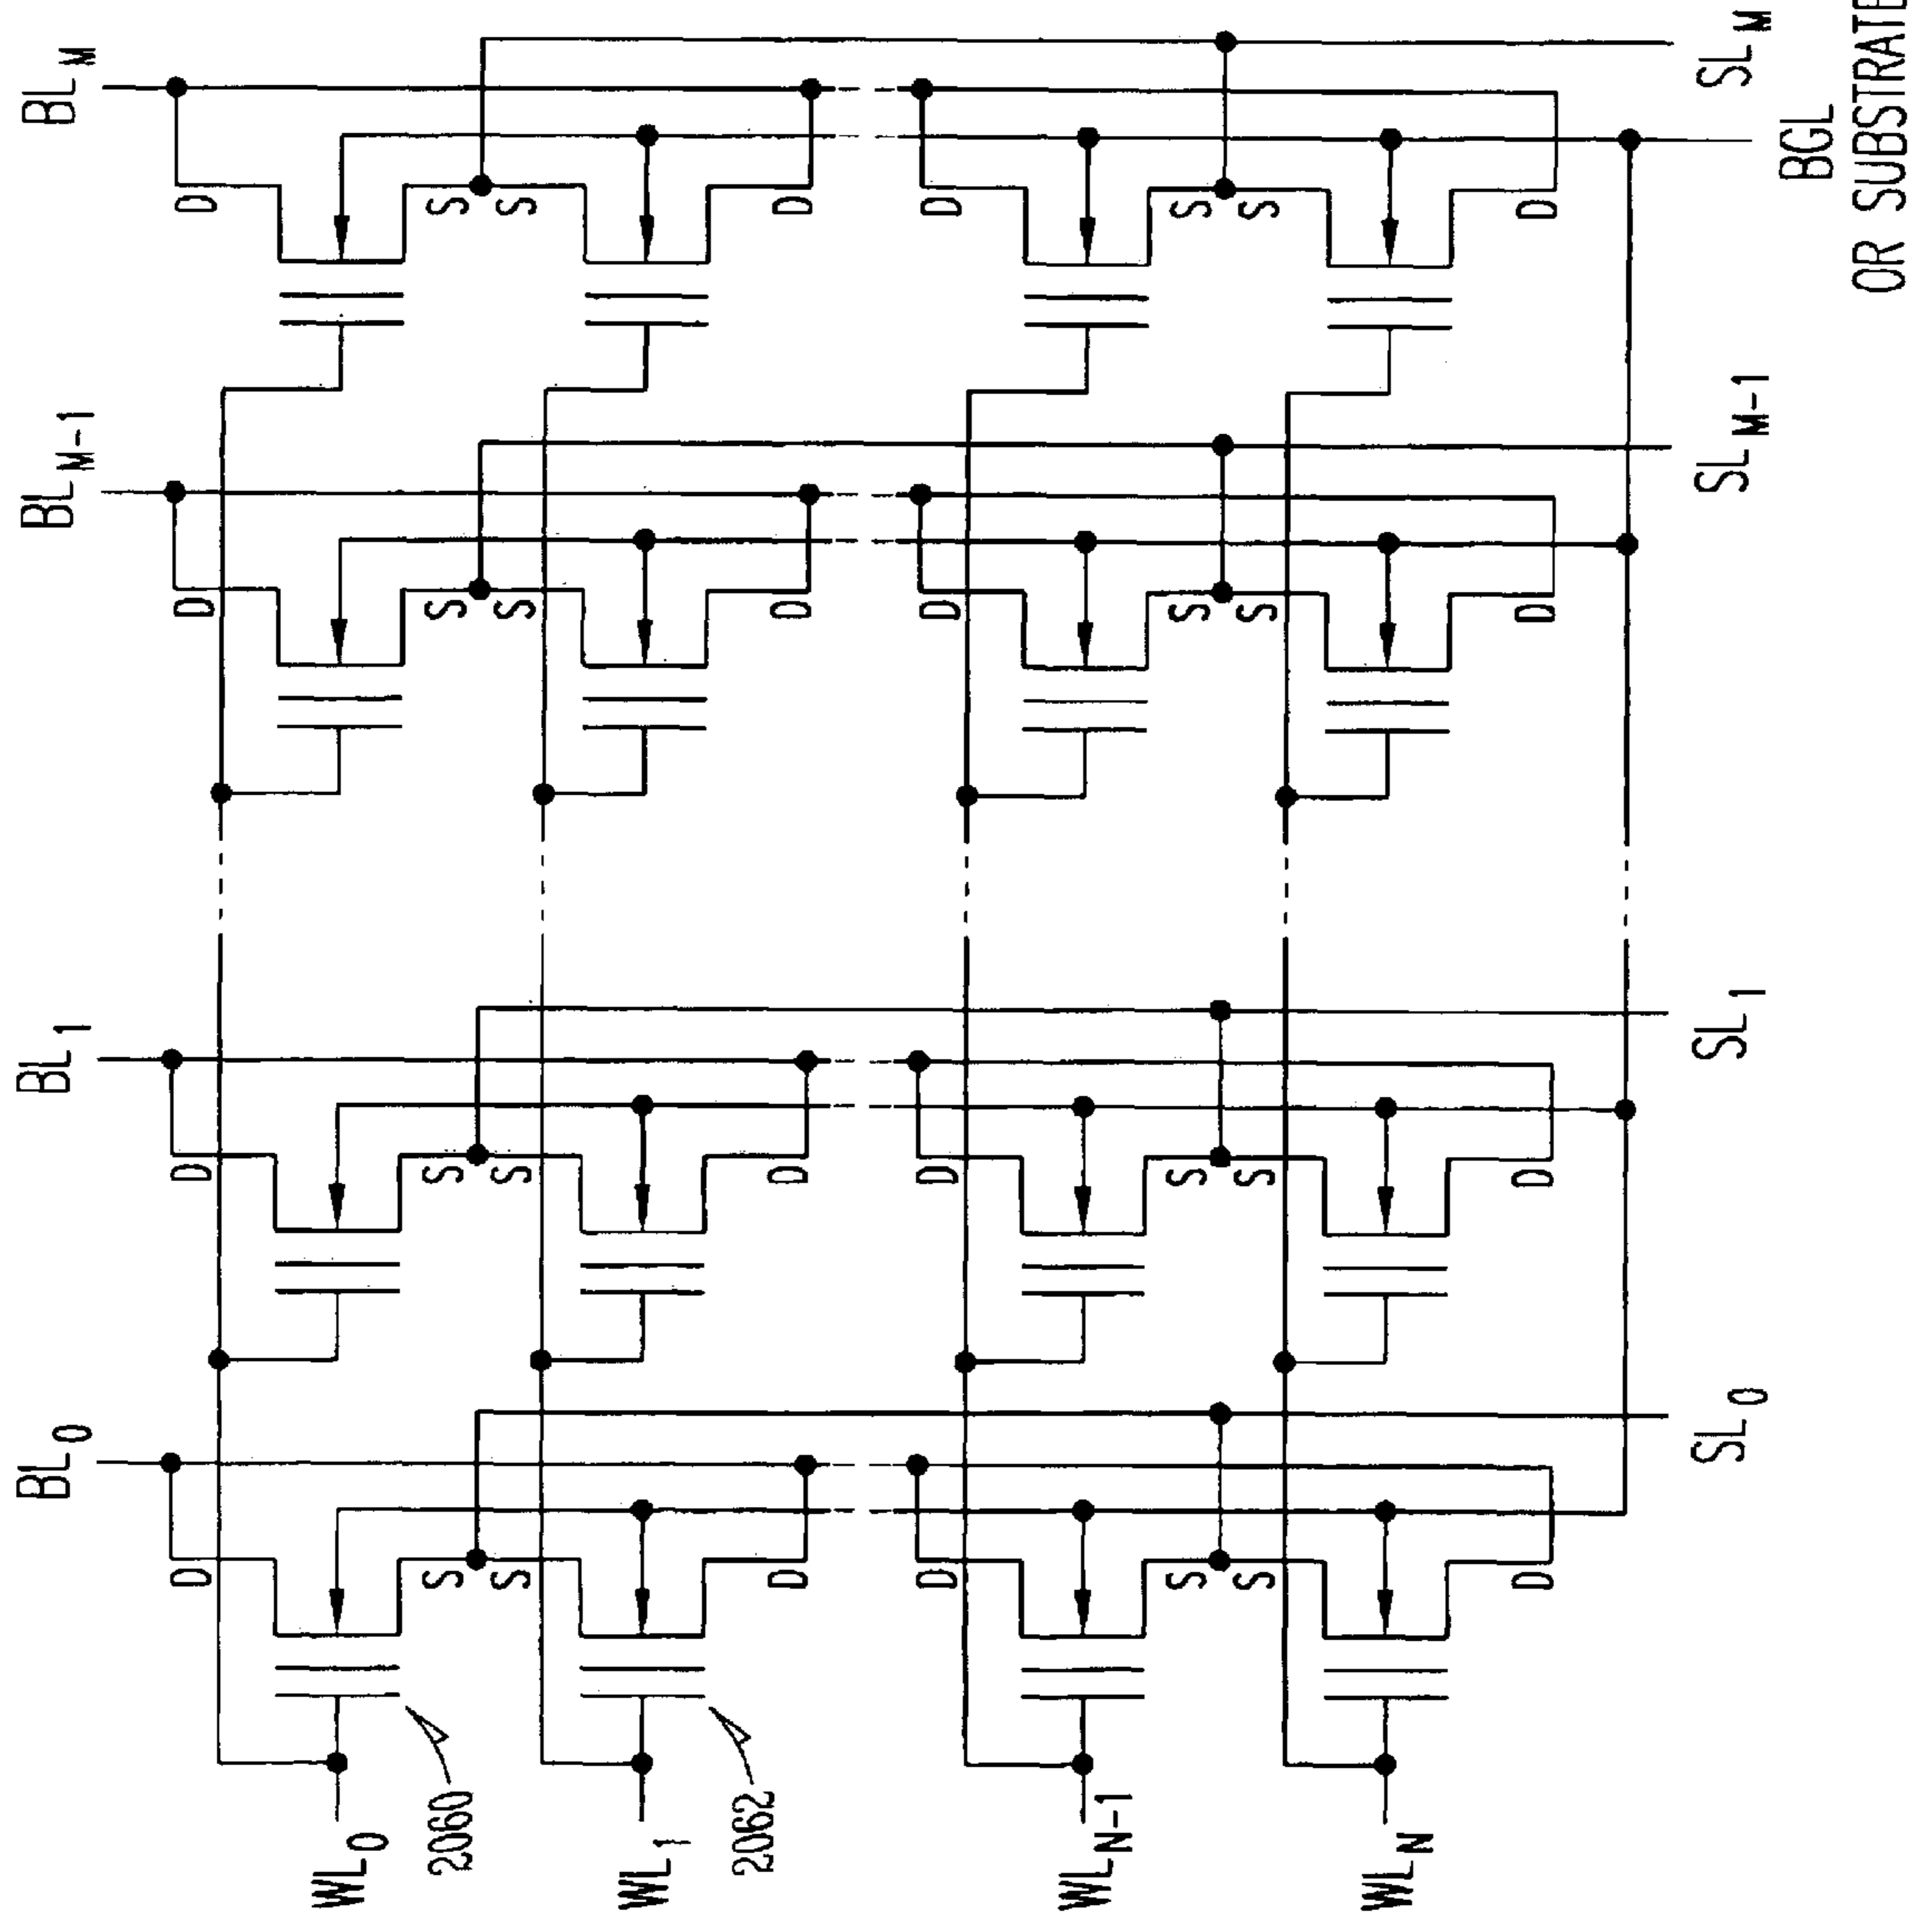 BL0 BL1 BLM-1 BLM
D D D D
WL0
2060 S S S S
S S S S
WL1
2062 D D D D
D D D D
WLN-1
S S S S
S S S S
WLN
D D D D
SL0 SL1 SLM-1 SLM
BGL
OR SUBSTRATE